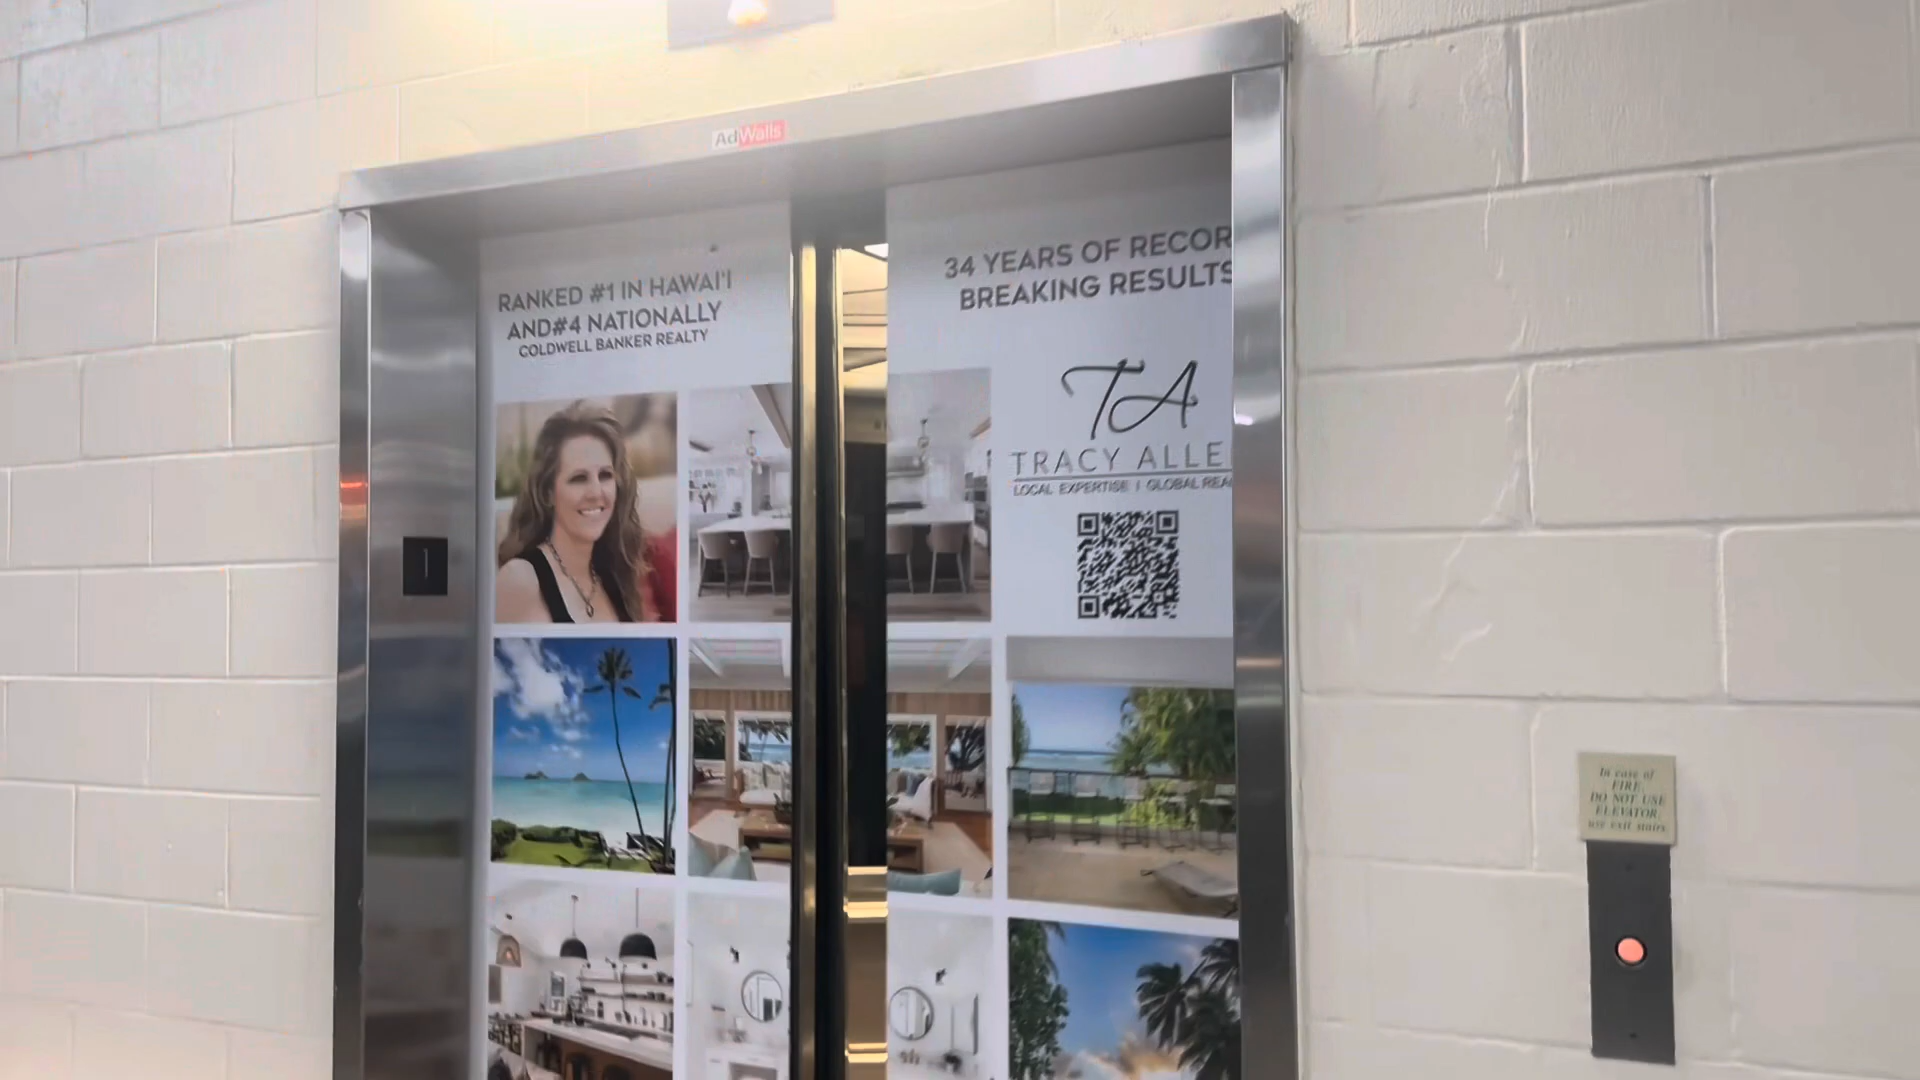 AdWalls
RANKED #1 IN HAWAI'I
AND#4 NATIONALLY
COLDWELL BANKER REALTY
34 YEARS OF RECOR
BREAKING RESULTS
TA
TRACY ALLE
LOCAL EXPERTISE | GLOBAL REA
1
In case of
FIRE
DO NOT USE
ELEVATOR,
use exit stairs.